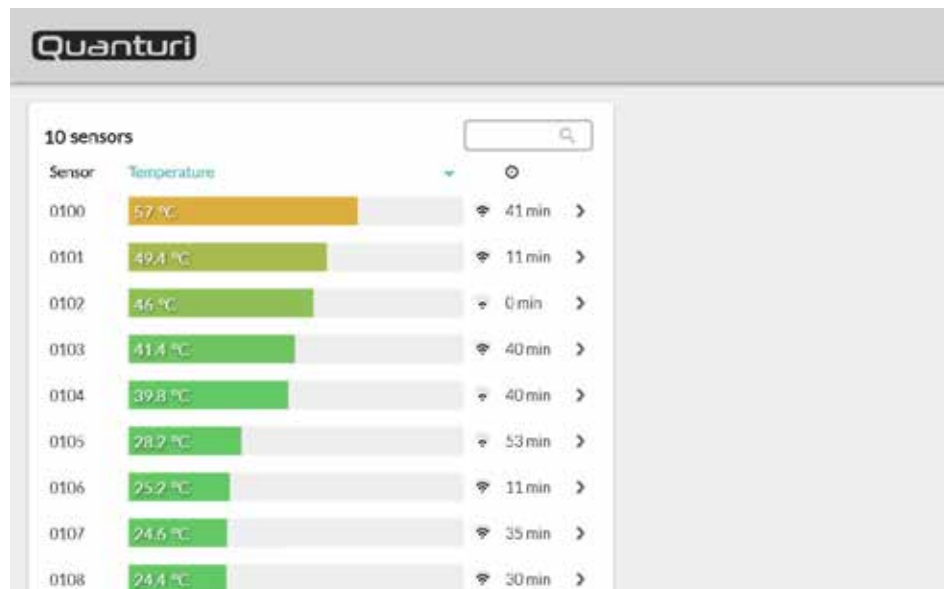 Quanturi
10 sensors
Sensor Temperature
0100 57 °C 41 min
0101 49.4 °C 11 min
0102 46 °C 0 min
0103 41.4 °C 40 min
0104 39.8 °C 40 min
0105 28.2 °C 53 min
0106 25.2 °C 11 min
0107 24.6 °C 35 min
0108 24.4 °C 30 min